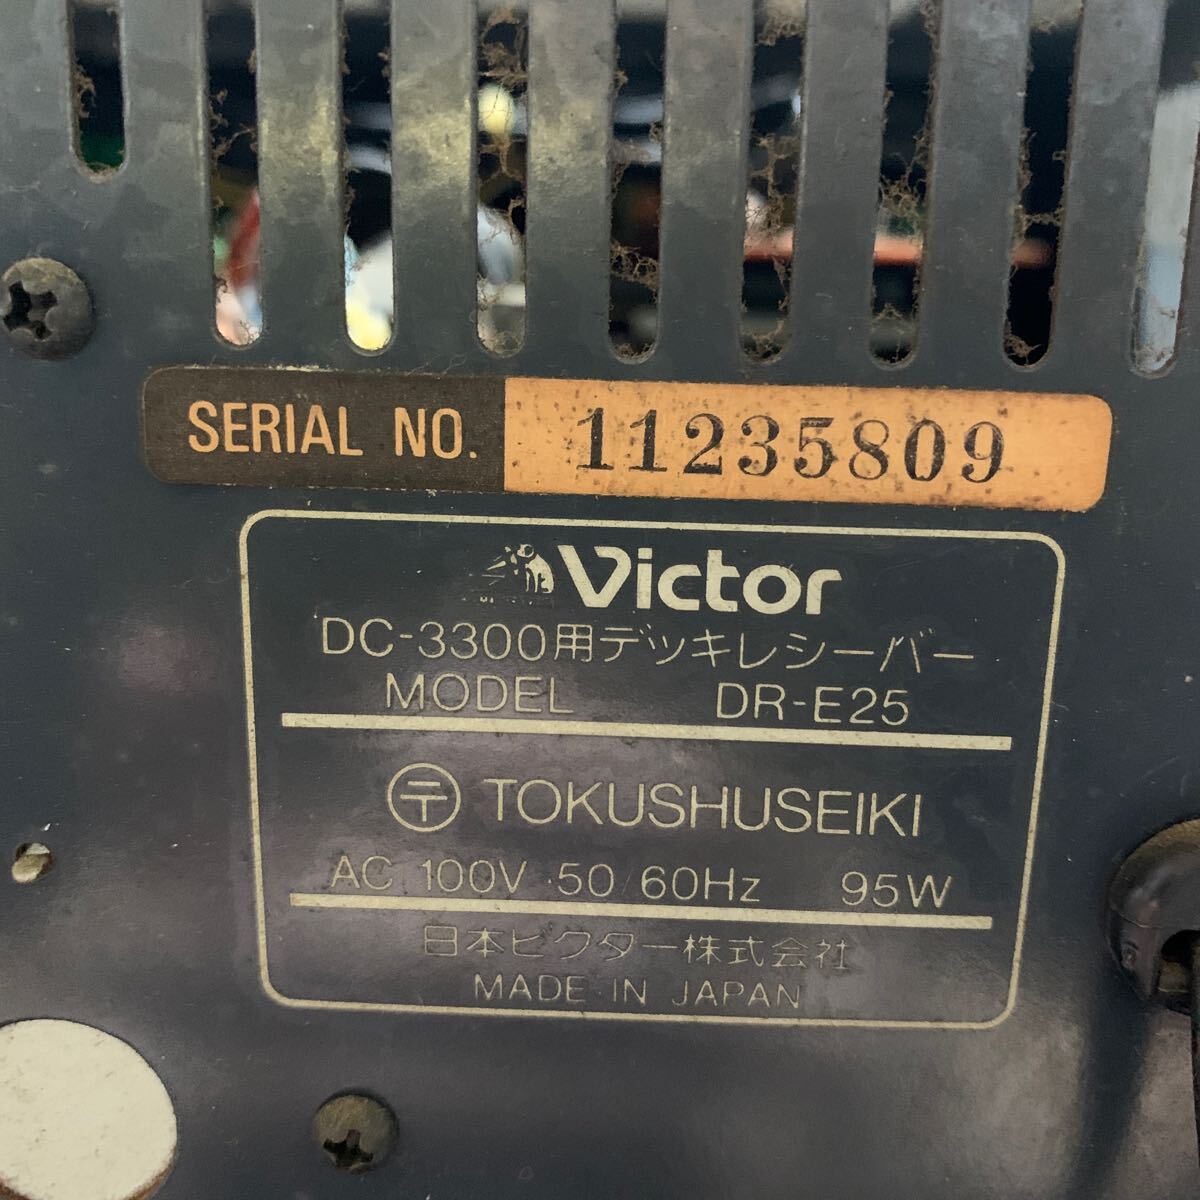 SERIAL NO. 11235809
Victor
DC-3300用デッキレシーバー
MODEL DR-E25
〒 TOKUSHUSEIKI
AC 100V 50/60Hz 95W
日本ビクター株式会社
MADE IN JAPAN